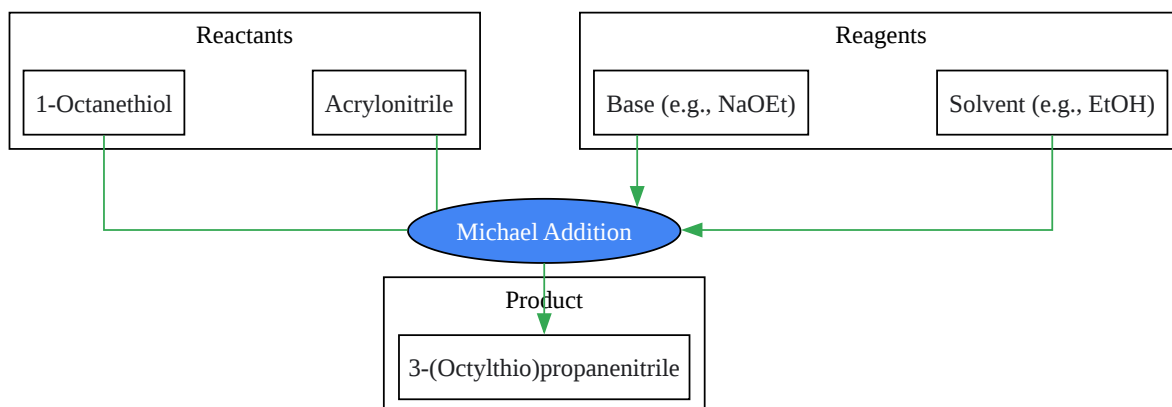 Reactants
Reagents
1-Octanethiol
Acrylonitrile
Base (e.g., NaOEt)
Solvent (e.g., EtOH)
Michael Addition
Product
3-(Octylthio)propanenitrile